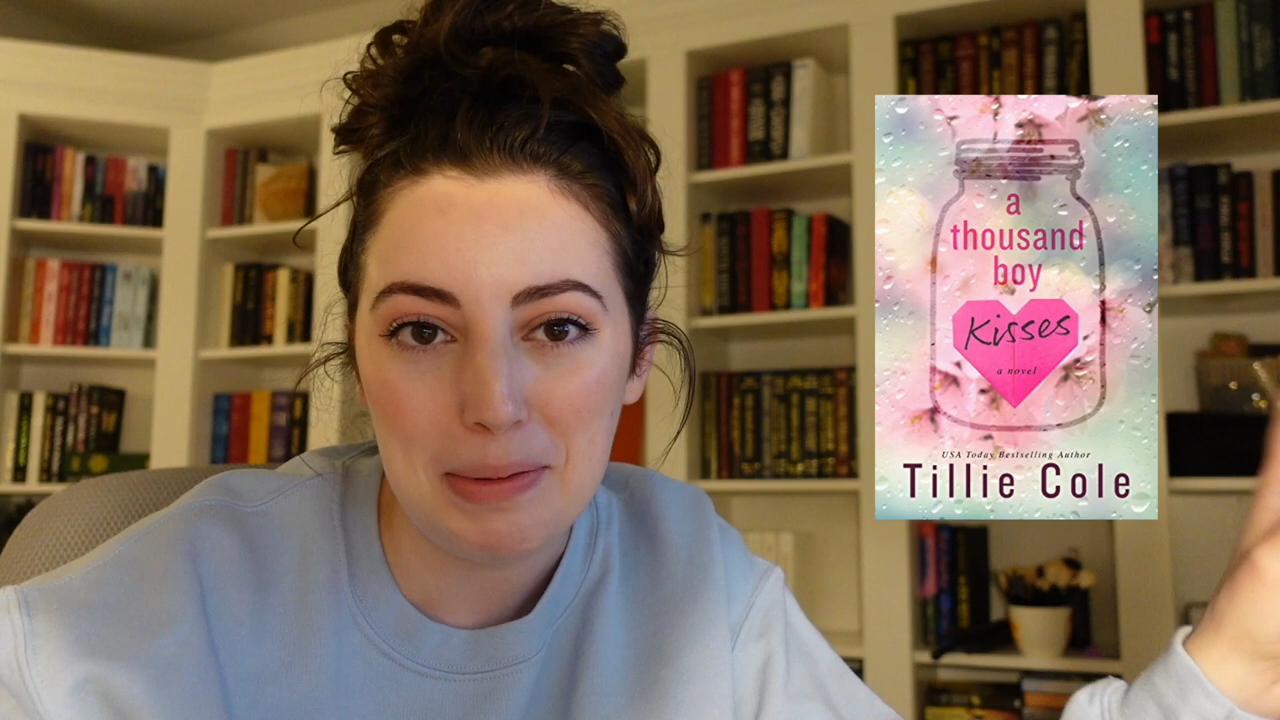 a
thousand
boy
Kisses
a novel
USA Today Bestselling Author
Tillie Cole